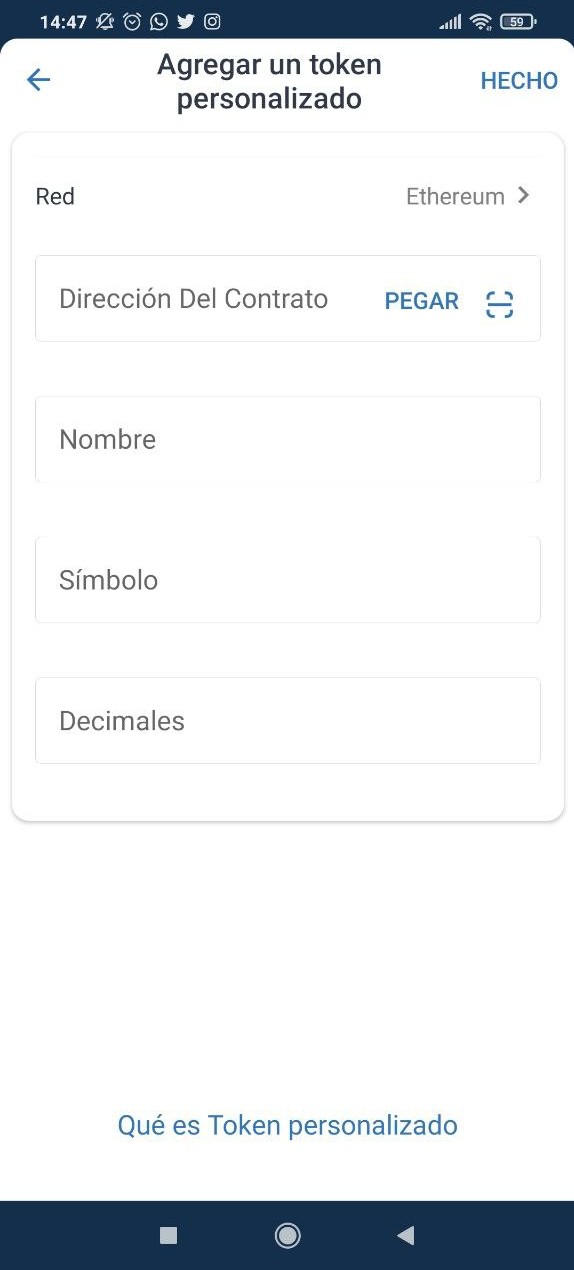 14:47
59
Agregar un token
personalizado
HECHO
Red
Ethereum
Dirección Del Contrato
PEGAR
Nombre
Símbolo
Decimales
Qué es Token personalizado